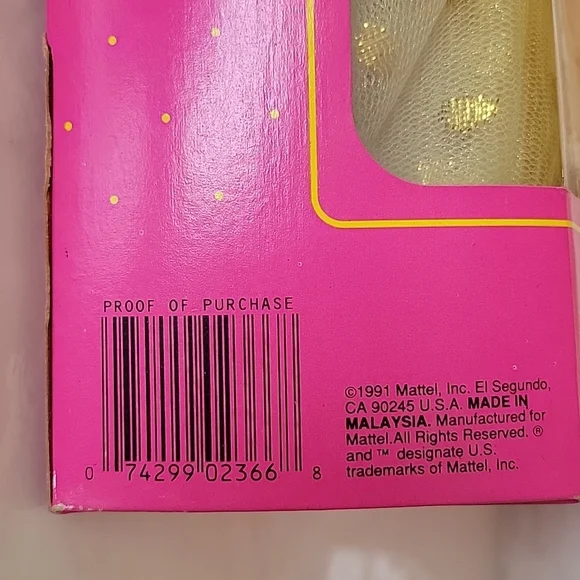 PROOF OF PURCHASE
0 74299 02366 8
©1991 Mattel, Inc. El Segundo,
CA 90245 U.S.A. MADE IN
MALAYSIA. Manufactured for
Mattel.All Rights Reserved. ®
and ™ designate U.S.
trademarks of Mattel, Inc.